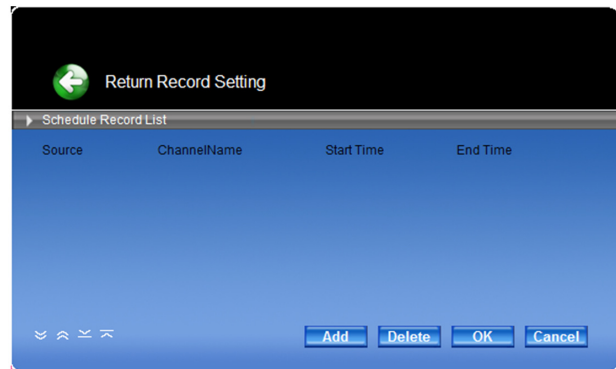 Return Record Setting
Schedule Record List
Source ChannelName Start Time End Time
Add Delete OK Cancel